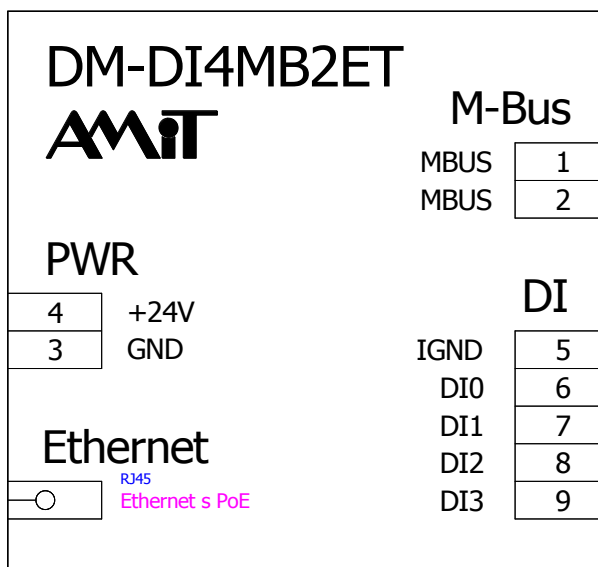 DM-DI4MB2ET
AMiT
M-Bus
MBUS 1
MBUS 2
PWR
4 +24V
3 GND
DI
IGND 5
DI0 6
DI1 7
DI2 8
DI3 9
Ethernet
RJ45
Ethernet s PoE